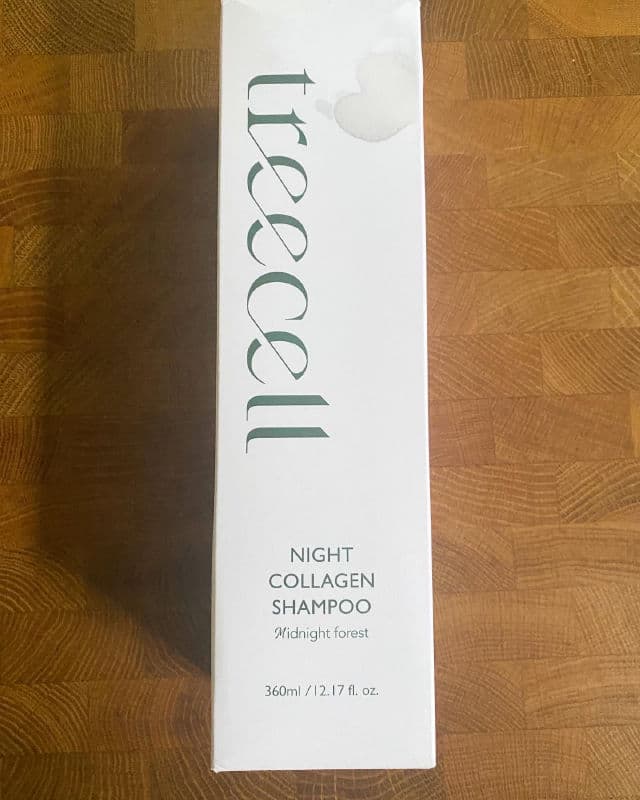 treecell
NIGHT
COLLAGEN
SHAMPOO
Midnight forest
360ml / 12.17 fl. oz.